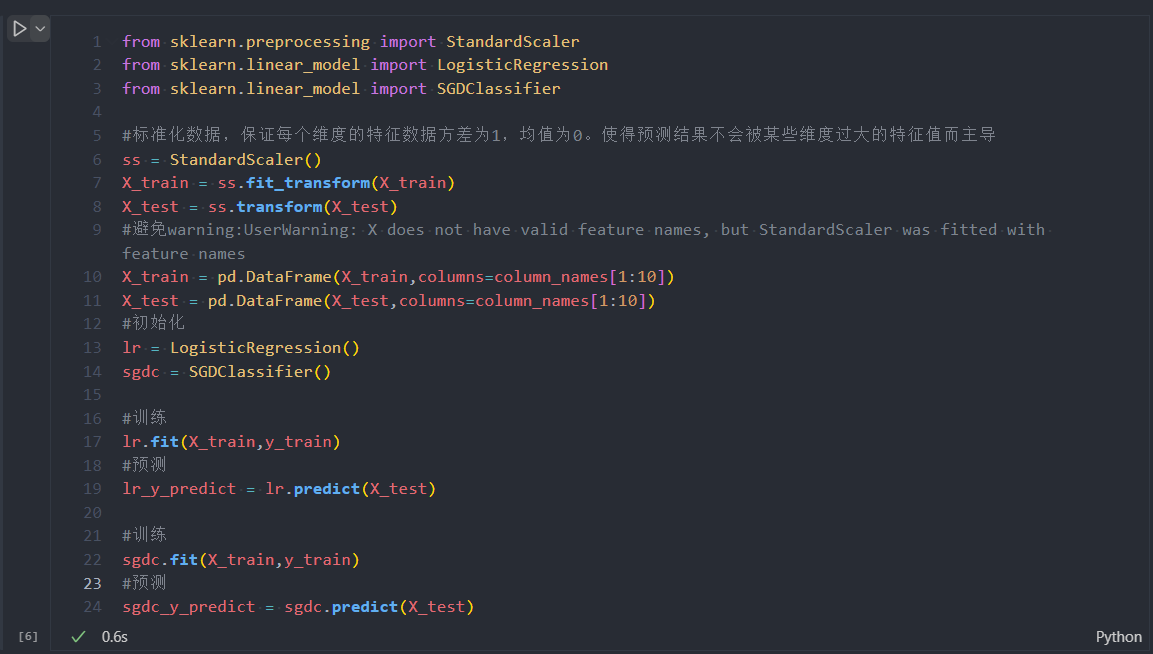 1 from sklearn.preprocessing import StandardScaler
2 from sklearn.linear_model import LogisticRegression
3 from sklearn.linear_model import SGDClassifier
4
5 #标准化数据，保证每个维度的特征数据方差为1，均值为0。使得预测结果不会被某些维度过大的特征值而主导
6 ss = StandardScaler()
7 X_train = ss.fit_transform(X_train)
8 X_test = ss.transform(X_test)
9 #避免warning:UserWarning: X does not have valid feature names, but StandardScaler was fitted with
feature names
10 X_train = pd.DataFrame(X_train,columns=column_names[1:10])
11 X_test = pd.DataFrame(X_test,columns=column_names[1:10])
12 #初始化
13 lr = LogisticRegression()
14 sgdc = SGDClassifier()
15
16 #训练
17 lr.fit(X_train,y_train)
18 #预测
19 lr_y_predict = lr.predict(X_test)
20
21 #训练
22 sgdc.fit(X_train,y_train)
23 #预测
24 sgdc_y_predict = sgdc.predict(X_test)
[6] 0.6s Python